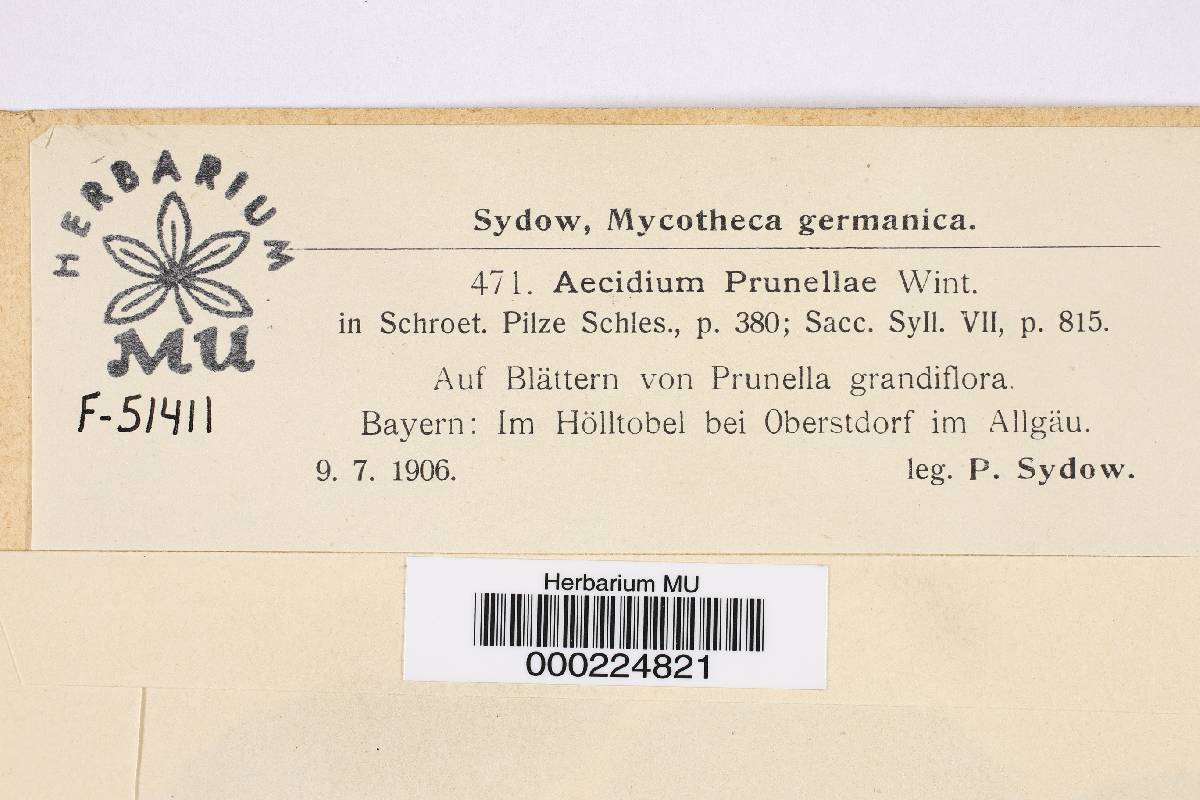 HERBARIUM
MU
F-51411
Sydow, Mycotheca germanica.
471. Aecidium Prunellae Wint.
in Schroet. Pilze Schles., p. 380; Sacc. Syll. VII, p. 815.
Auf Blättern von Prunella grandiflora.
Bayern: Im Hölltobel bei Oberstdorf im Allgäu.
9. 7. 1906. leg. P. Sydow.
Herbarium MU
000224821